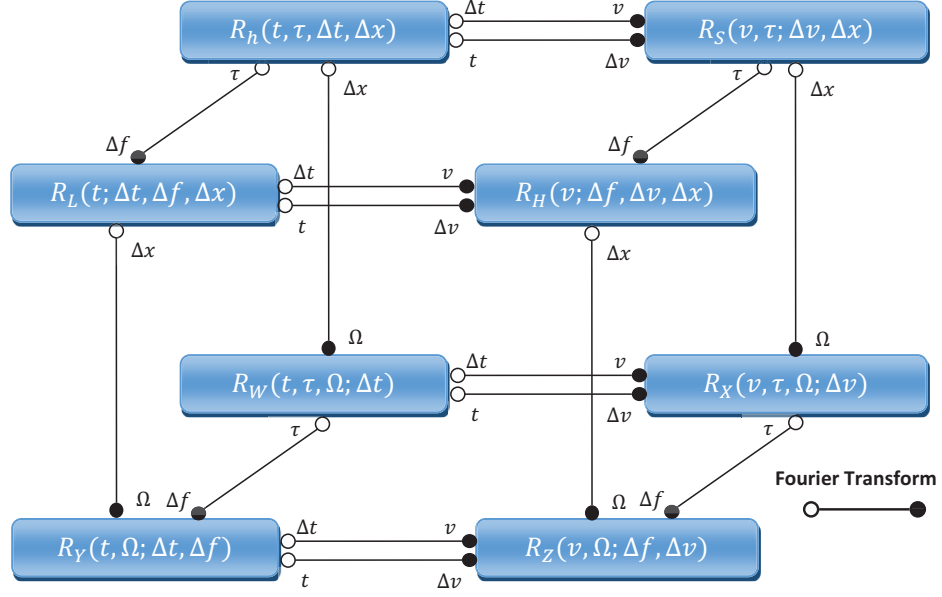 Δt v
R_h(t, τ, Δt, Δx) R_S(v, τ; Δv, Δx)
t Δv
τ Δx τ Δx
Δf Δf
Δt v
R_L(t; Δt, Δf, Δx) R_H(v; Δf, Δv, Δx)
t Δv
Δx Δx
Ω Ω
Δt v
R_W(t, τ, Ω; Δt) R_X(v, τ, Ω; Δv)
t Δv
τ τ
Fourier Transform
Ω Δf Ω Δf
Δt v
R_Y(t, Ω; Δt, Δf) R_Z(v, Ω; Δf, Δv)
t Δv